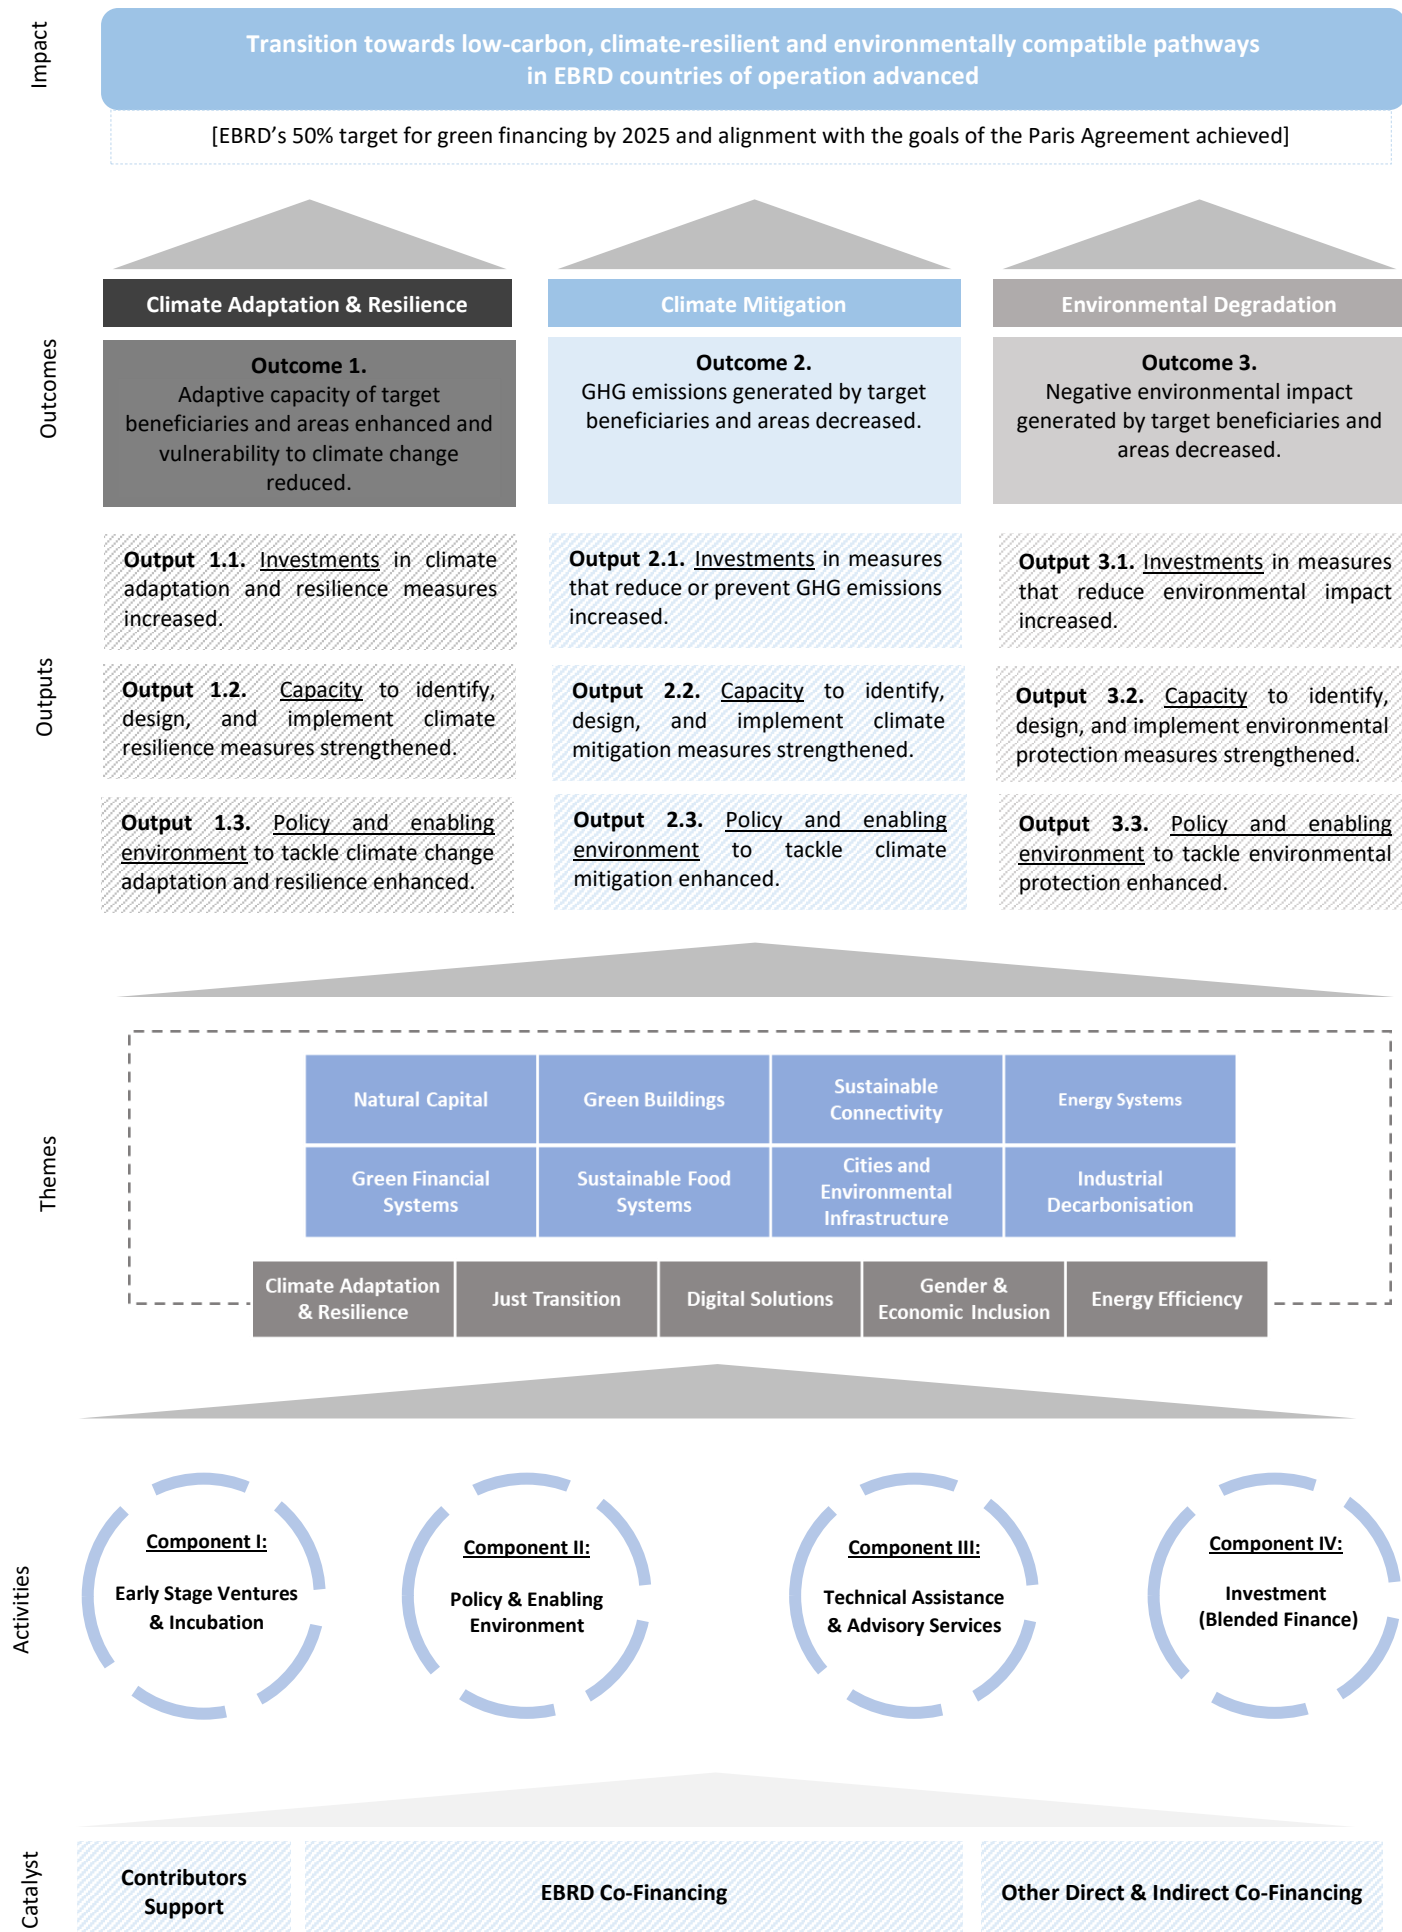 Impact
Transition towards low-carbon, climate-resilient and environmentally compatible pathways
in EBRD countries of operation advanced
[EBRD's 50% target for green financing by 2025 and alignment with the goals of the Paris Agreement achieved]
Outcomes
Climate Adaptation & Resilience
Outcome 1.
Adaptive capacity of target
beneficiaries and areas enhanced and
vulnerability to climate change
reduced.
Climate Mitigation
Outcome 2.
GHG emissions generated by target
beneficiaries and areas decreased.
Environmental Degradation
Outcome 3.
Negative environmental impact
generated by target beneficiaries and
areas decreased.
Outputs
Output 1.1. Investments in climate
adaptation and resilience measures
increased.
Output 2.1. Investments in measures
that reduce or prevent GHG emissions
increased.
Output 3.1. Investments in measures
that reduce environmental impact
increased.
Output 1.2. Capacity to identify,
design, and implement climate
resilience measures strengthened.
Output 2.2. Capacity to identify,
design, and implement climate
mitigation measures strengthened.
Output 3.2. Capacity to identify,
design, and implement environmental
protection measures strengthened.
Output 1.3. Policy and enabling
environment to tackle climate change
adaptation and resilience enhanced.
Output 2.3. Policy and enabling
environment to tackle climate
mitigation enhanced.
Output 3.3. Policy and enabling
environment to tackle environmental
protection enhanced.
Themes
Natural Capital
Green Buildings
Sustainable
Connectivity
Energy Systems
Green Financial
Systems
Sustainable Food
Systems
Cities and
Environmental
Infrastructure
Industrial
Decarbonisation
Climate Adaptation
& Resilience
Just Transition
Digital Solutions
Gender &
Economic Inclusion
Energy Efficiency
Activities
Component I:
Early Stage Ventures
& Incubation
Component II:
Policy & Enabling
Environment
Component III:
Technical Assistance
& Advisory Services
Component IV:
Investment
(Blended Finance)
Catalyst
Contributors
Support
EBRD Co-Financing
Other Direct & Indirect Co-Financing